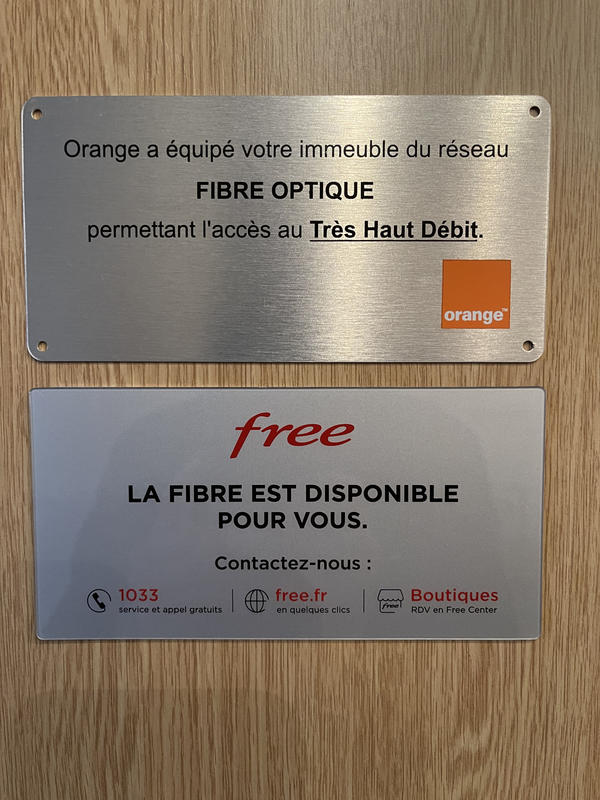 Orange a équipé votre immeuble du réseau
FIBRE OPTIQUE
permettant l'accès au Très Haut Débit.
orange™
free
LA FIBRE EST DISPONIBLE
POUR VOUS.
Contactez-nous :
1033
service et appel gratuits
free.fr
en quelques clics
free
Boutiques
RDV en Free Center